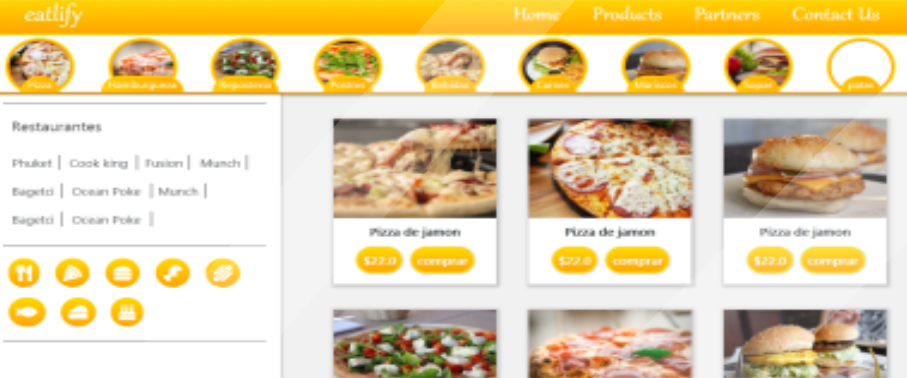 eatlify Home Products Partners Contact Us
Pizza Hamburgueza Reposteria Postres Bebidas Carnes Mariscos Sopas patas
Restaurantes
Phuket | Cook king | Fusion | Munch |
Bagetci | Ocean Poke | Munch |
Bagetci | Ocean Poke |
Pizza de jamon Pizza de jamon Pizza de jamon
$22.0 comprar $22.0 comprar $22.0 comprar